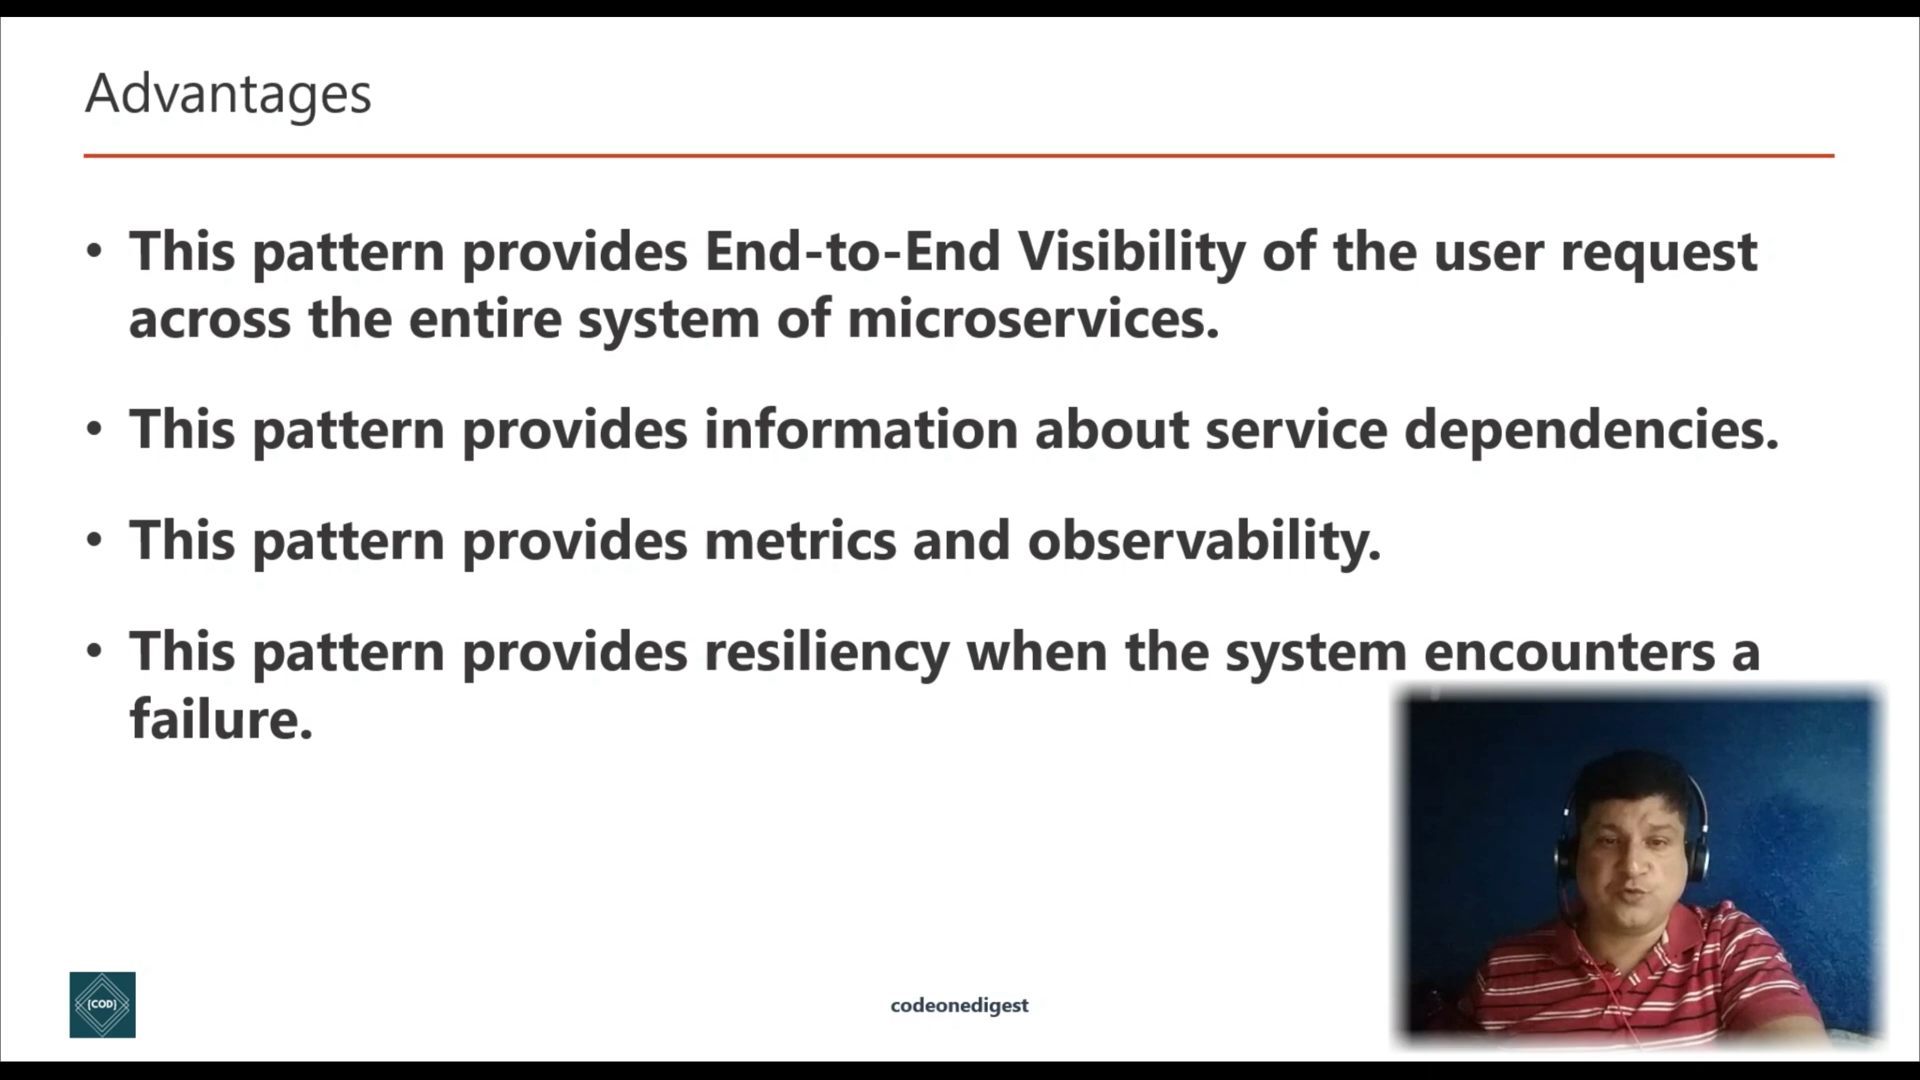 Advantages
• This pattern provides End-to-End Visibility of the user request
across the entire system of microservices.
• This pattern provides information about service dependencies.
• This pattern provides metrics and observability.
• This pattern provides resiliency when the system encounters a
failure.
{COD}
codeonedigest